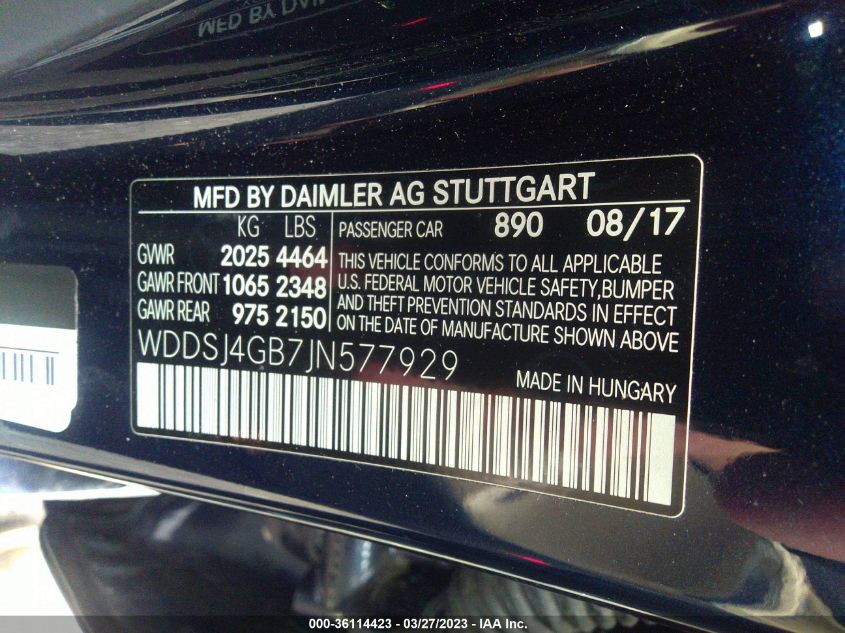 MFD BY DAIMLER AG STUTTGART
KG LBS
GVWR 2025 4464
GAWR FRONT 1065 2348
GAWR REAR 975 2150
PASSENGER CAR 890 08/17
THIS VEHICLE CONFORMS TO ALL APPLICABLE
U.S. FEDERAL MOTOR VEHICLE SAFETY,BUMPER
AND THEFT PREVENTION STANDARDS IN EFFECT
ON THE DATE OF MANUFACTURE SHOWN ABOVE
WDDSJ4GB7JN577929
MADE IN HUNGARY
000-36114423 - 03/27/2023 - IAA Inc.